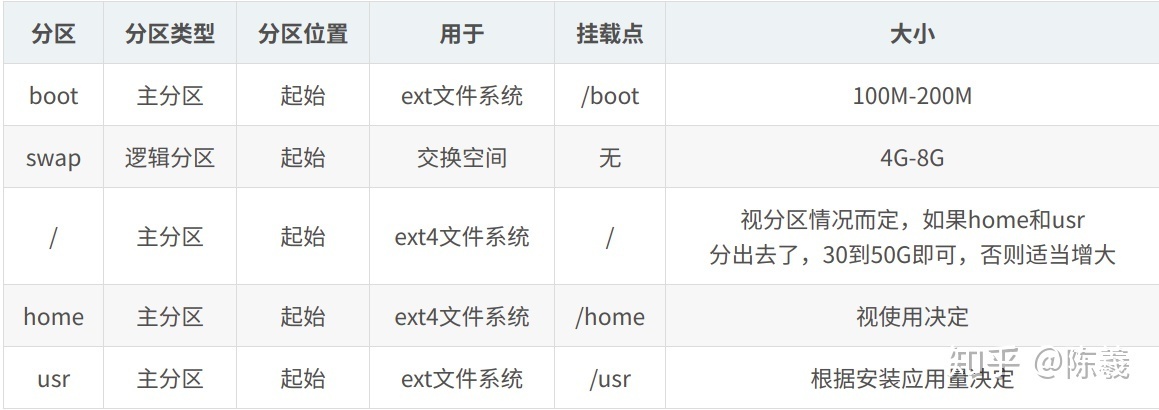 分区 分区类型 分区位置 用于 挂载点 大小
boot 主分区 起始 ext文件系统 /boot 100M-200M
swap 逻辑分区 起始 交换空间 无 4G-8G
/ 主分区 起始 ext4文件系统 / 视分区情况而定，如果home和usr
分出去了，30到50G即可，否则适当增大
home 主分区 起始 ext4文件系统 /home 视使用决定
usr 主分区 起始 ext文件系统 /usr 根据安装应用量决定
知乎 @陈羲